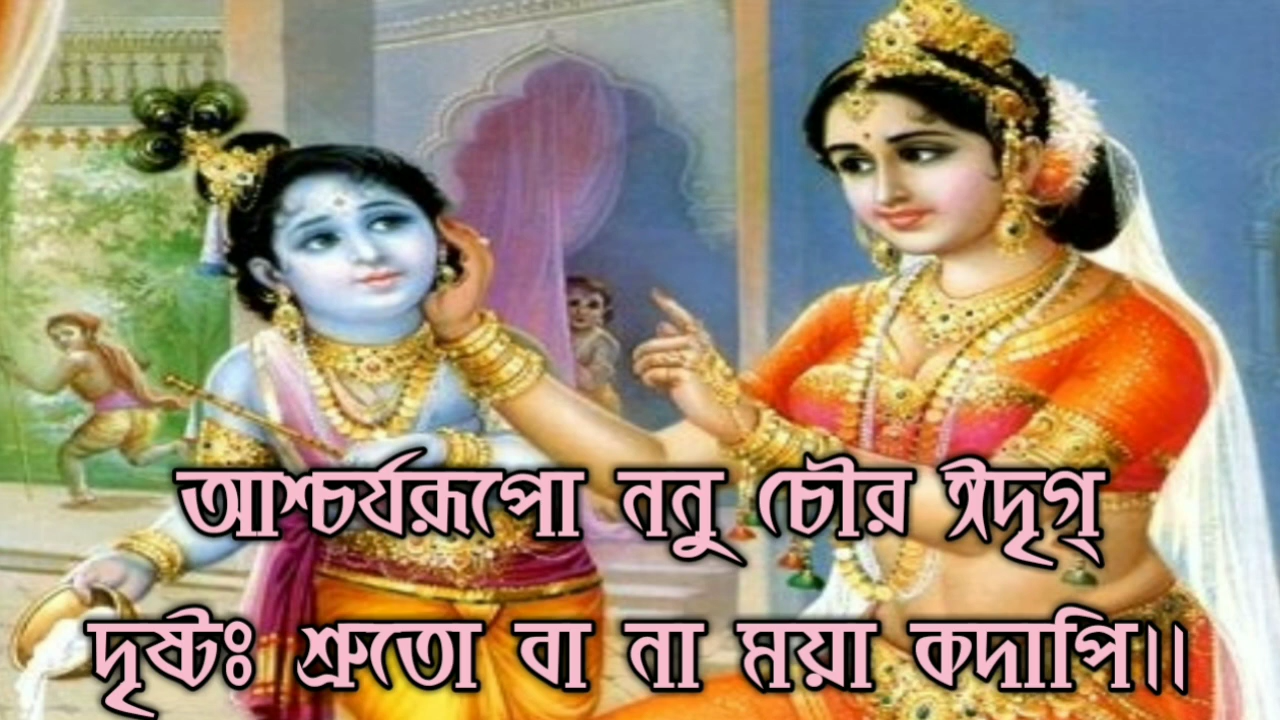 আশ্চর্যরূপো ননু চৌর ঈদৃগ্
দৃষ্টঃ শ্রুতো বা না ময়া কদাপি।।